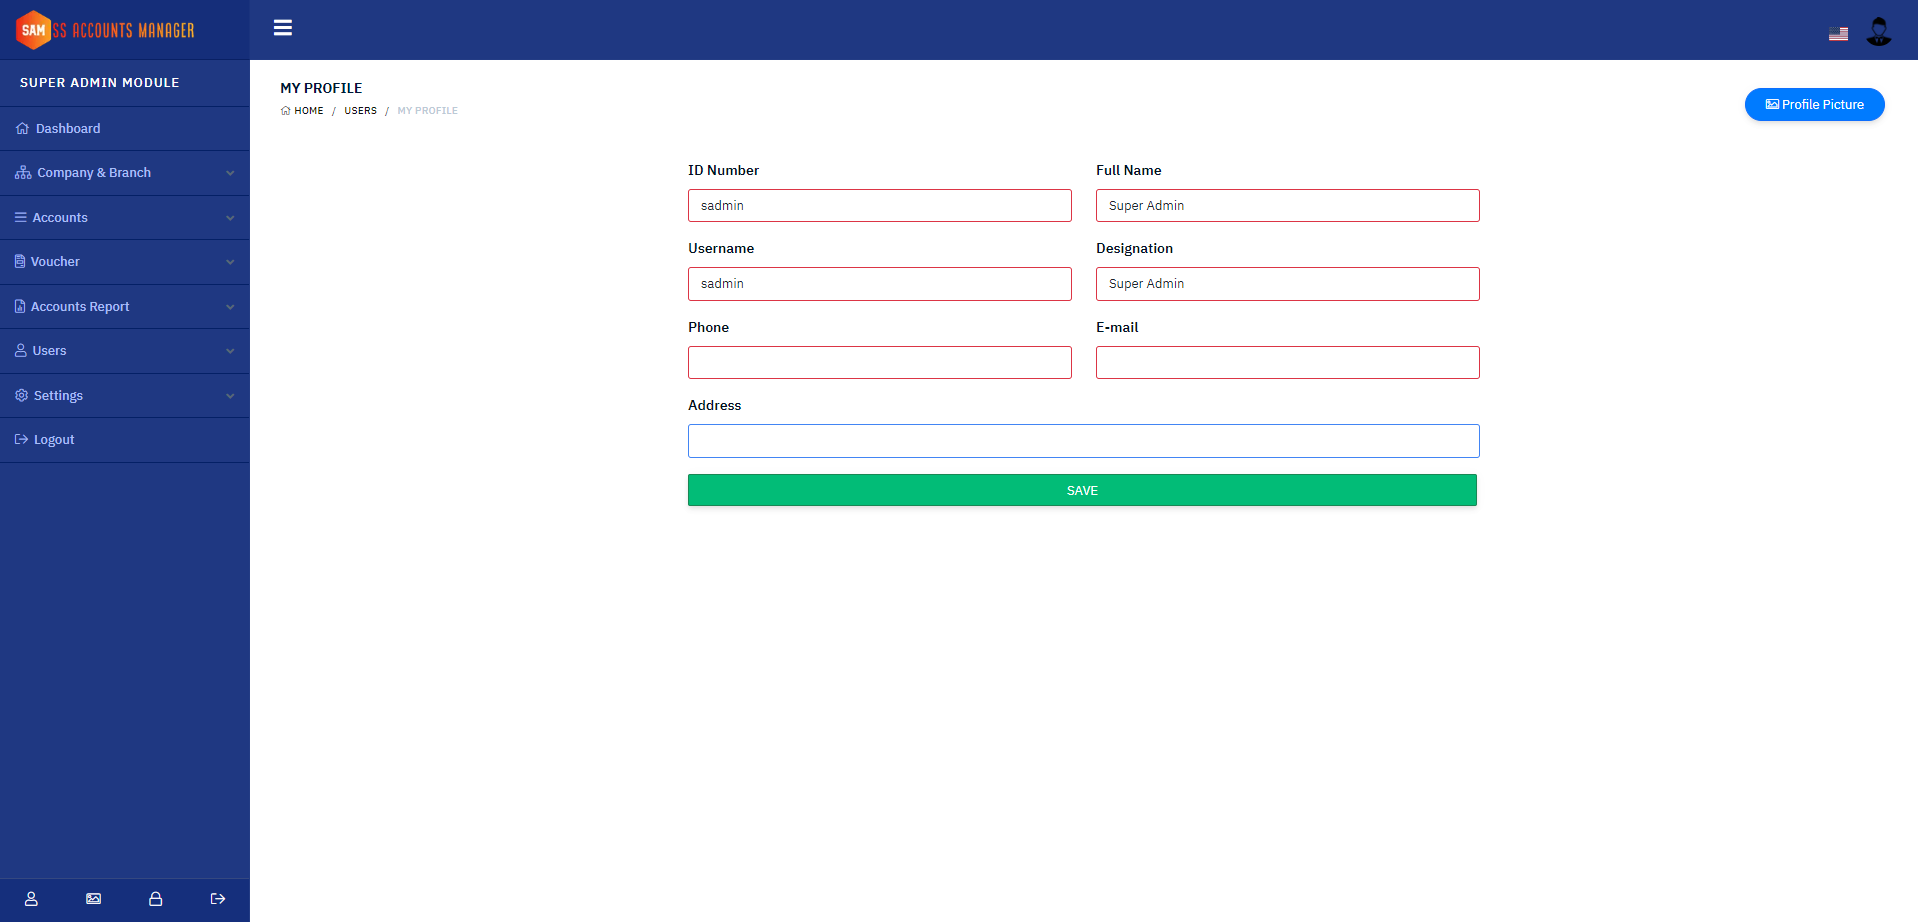 SAM SS ACCOUNTS MANAGER
SUPER ADMIN MODULE
Dashboard
Company & Branch
Accounts
Voucher
Accounts Report
Users
Settings
Logout
MY PROFILE
HOME / USERS / MY PROFILE
Profile Picture
ID Number
Full Name
sadmin
Super Admin
Username
Designation
sadmin
Super Admin
Phone
E-mail
Address
SAVE